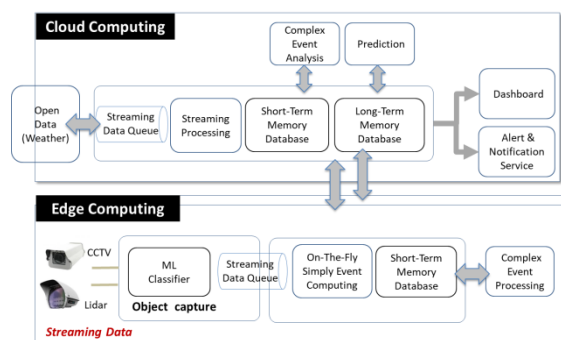 Cloud Computing
Complex
Event
Analysis
Prediction
Open
Data
(Weather)
Streaming
Data Queue
Streaming
Processing
Short-Term
Memory
Database
Long-Term
Memory
Database
Dashboard
Alert &
Notification
Service
Edge Computing
CCTV
Lidar
ML
Classifier
Object capture
Streaming
Data Queue
On-The-Fly
Simply Event
Computing
Short-Term
Memory
Database
Complex
Event
Processing
Streaming Data